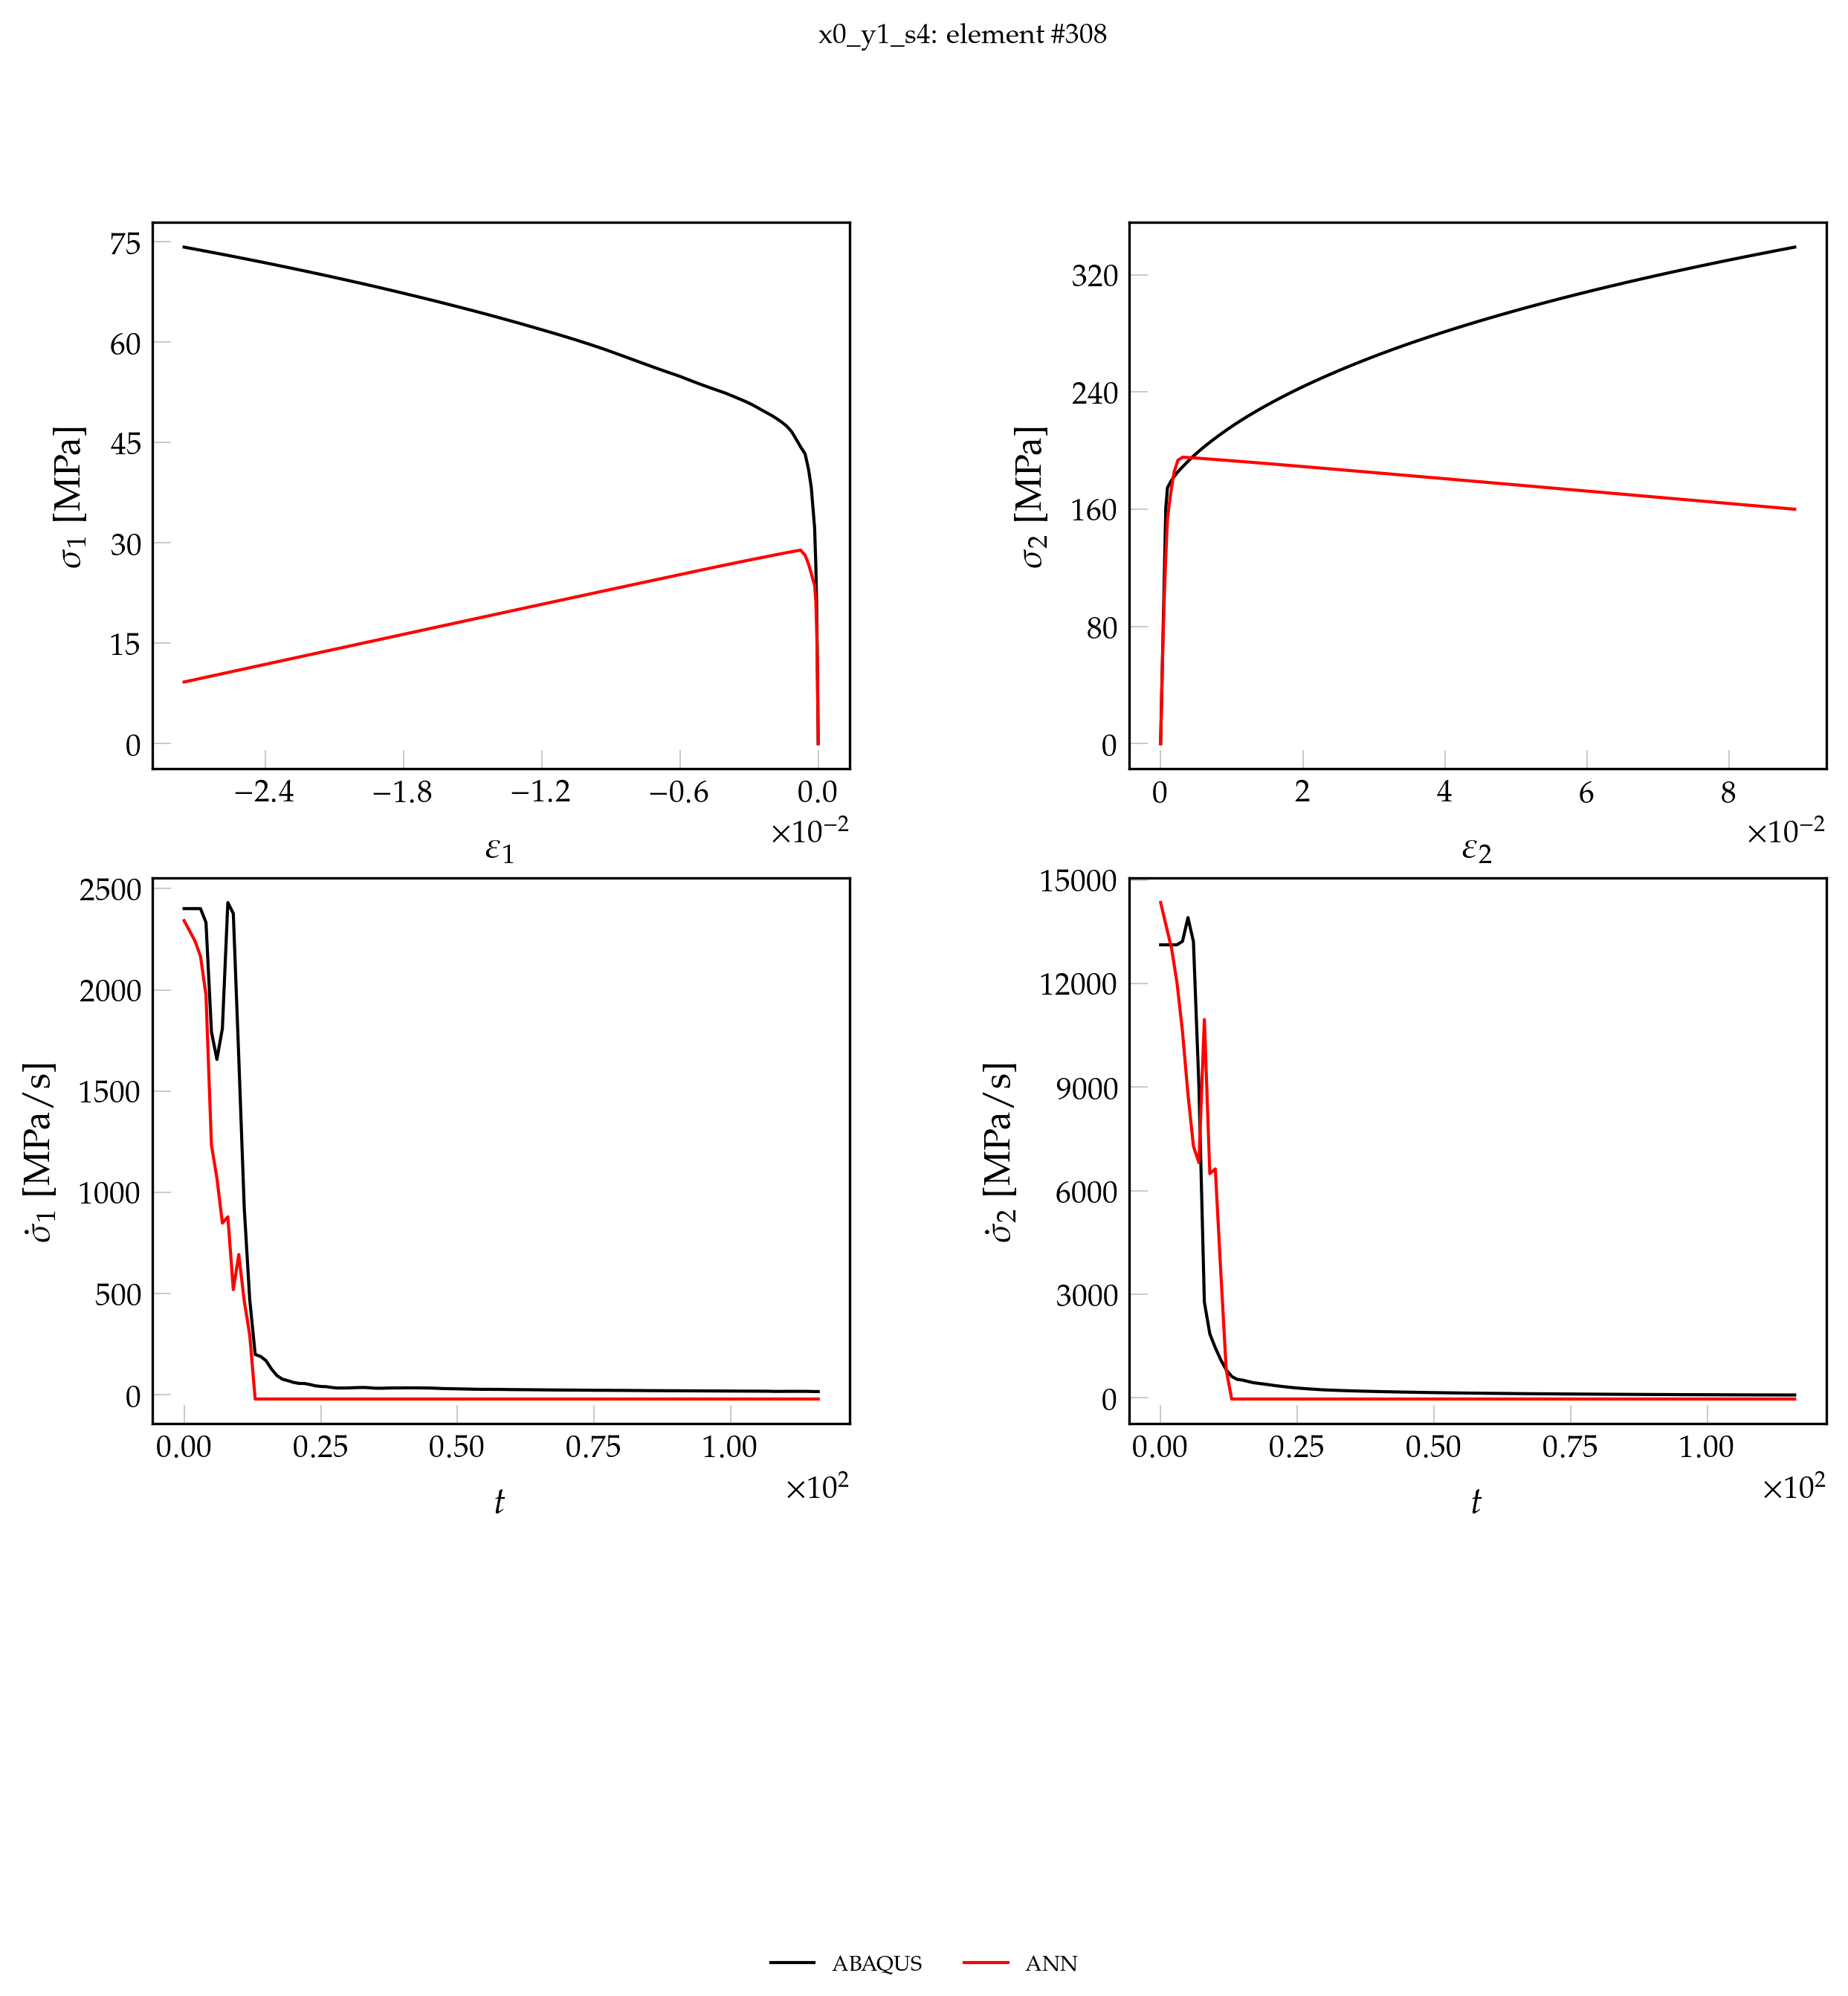 x0_y1_s4: element #308
75
60
45
30
15
0
σ1 [MPa]
−2.4 −1.8 −1.2 −0.6 0.0
×10−2
ε1
320
240
160
80
0
σ2 [MPa]
0 2 4 6 8
×10−2
ε2
2500
2000
1500
1000
500
0
σ̇1 [MPa/s]
0.00 0.25 0.50 0.75 1.00
×102
t
15000
12000
9000
6000
3000
0
σ̇2 [MPa/s]
0.00 0.25 0.50 0.75 1.00
×102
t
ABAQUS ANN